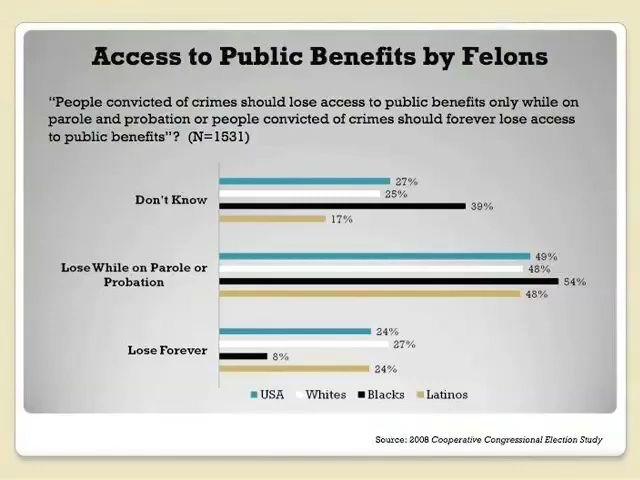 Access to Public Benefits by Felons
"People convicted of crimes should lose access to public benefits only while on
parole and probation or people convicted of crimes should forever lose access
to public benefits"? (N=1531)
Don't Know
27%
25%
39%
17%
Lose While on Parole or
Probation
49%
48%
54%
48%
Lose Forever
24%
27%
8%
24%
USA Whites Blacks Latinos
Source: 2008 Cooperative Congressional Election Study